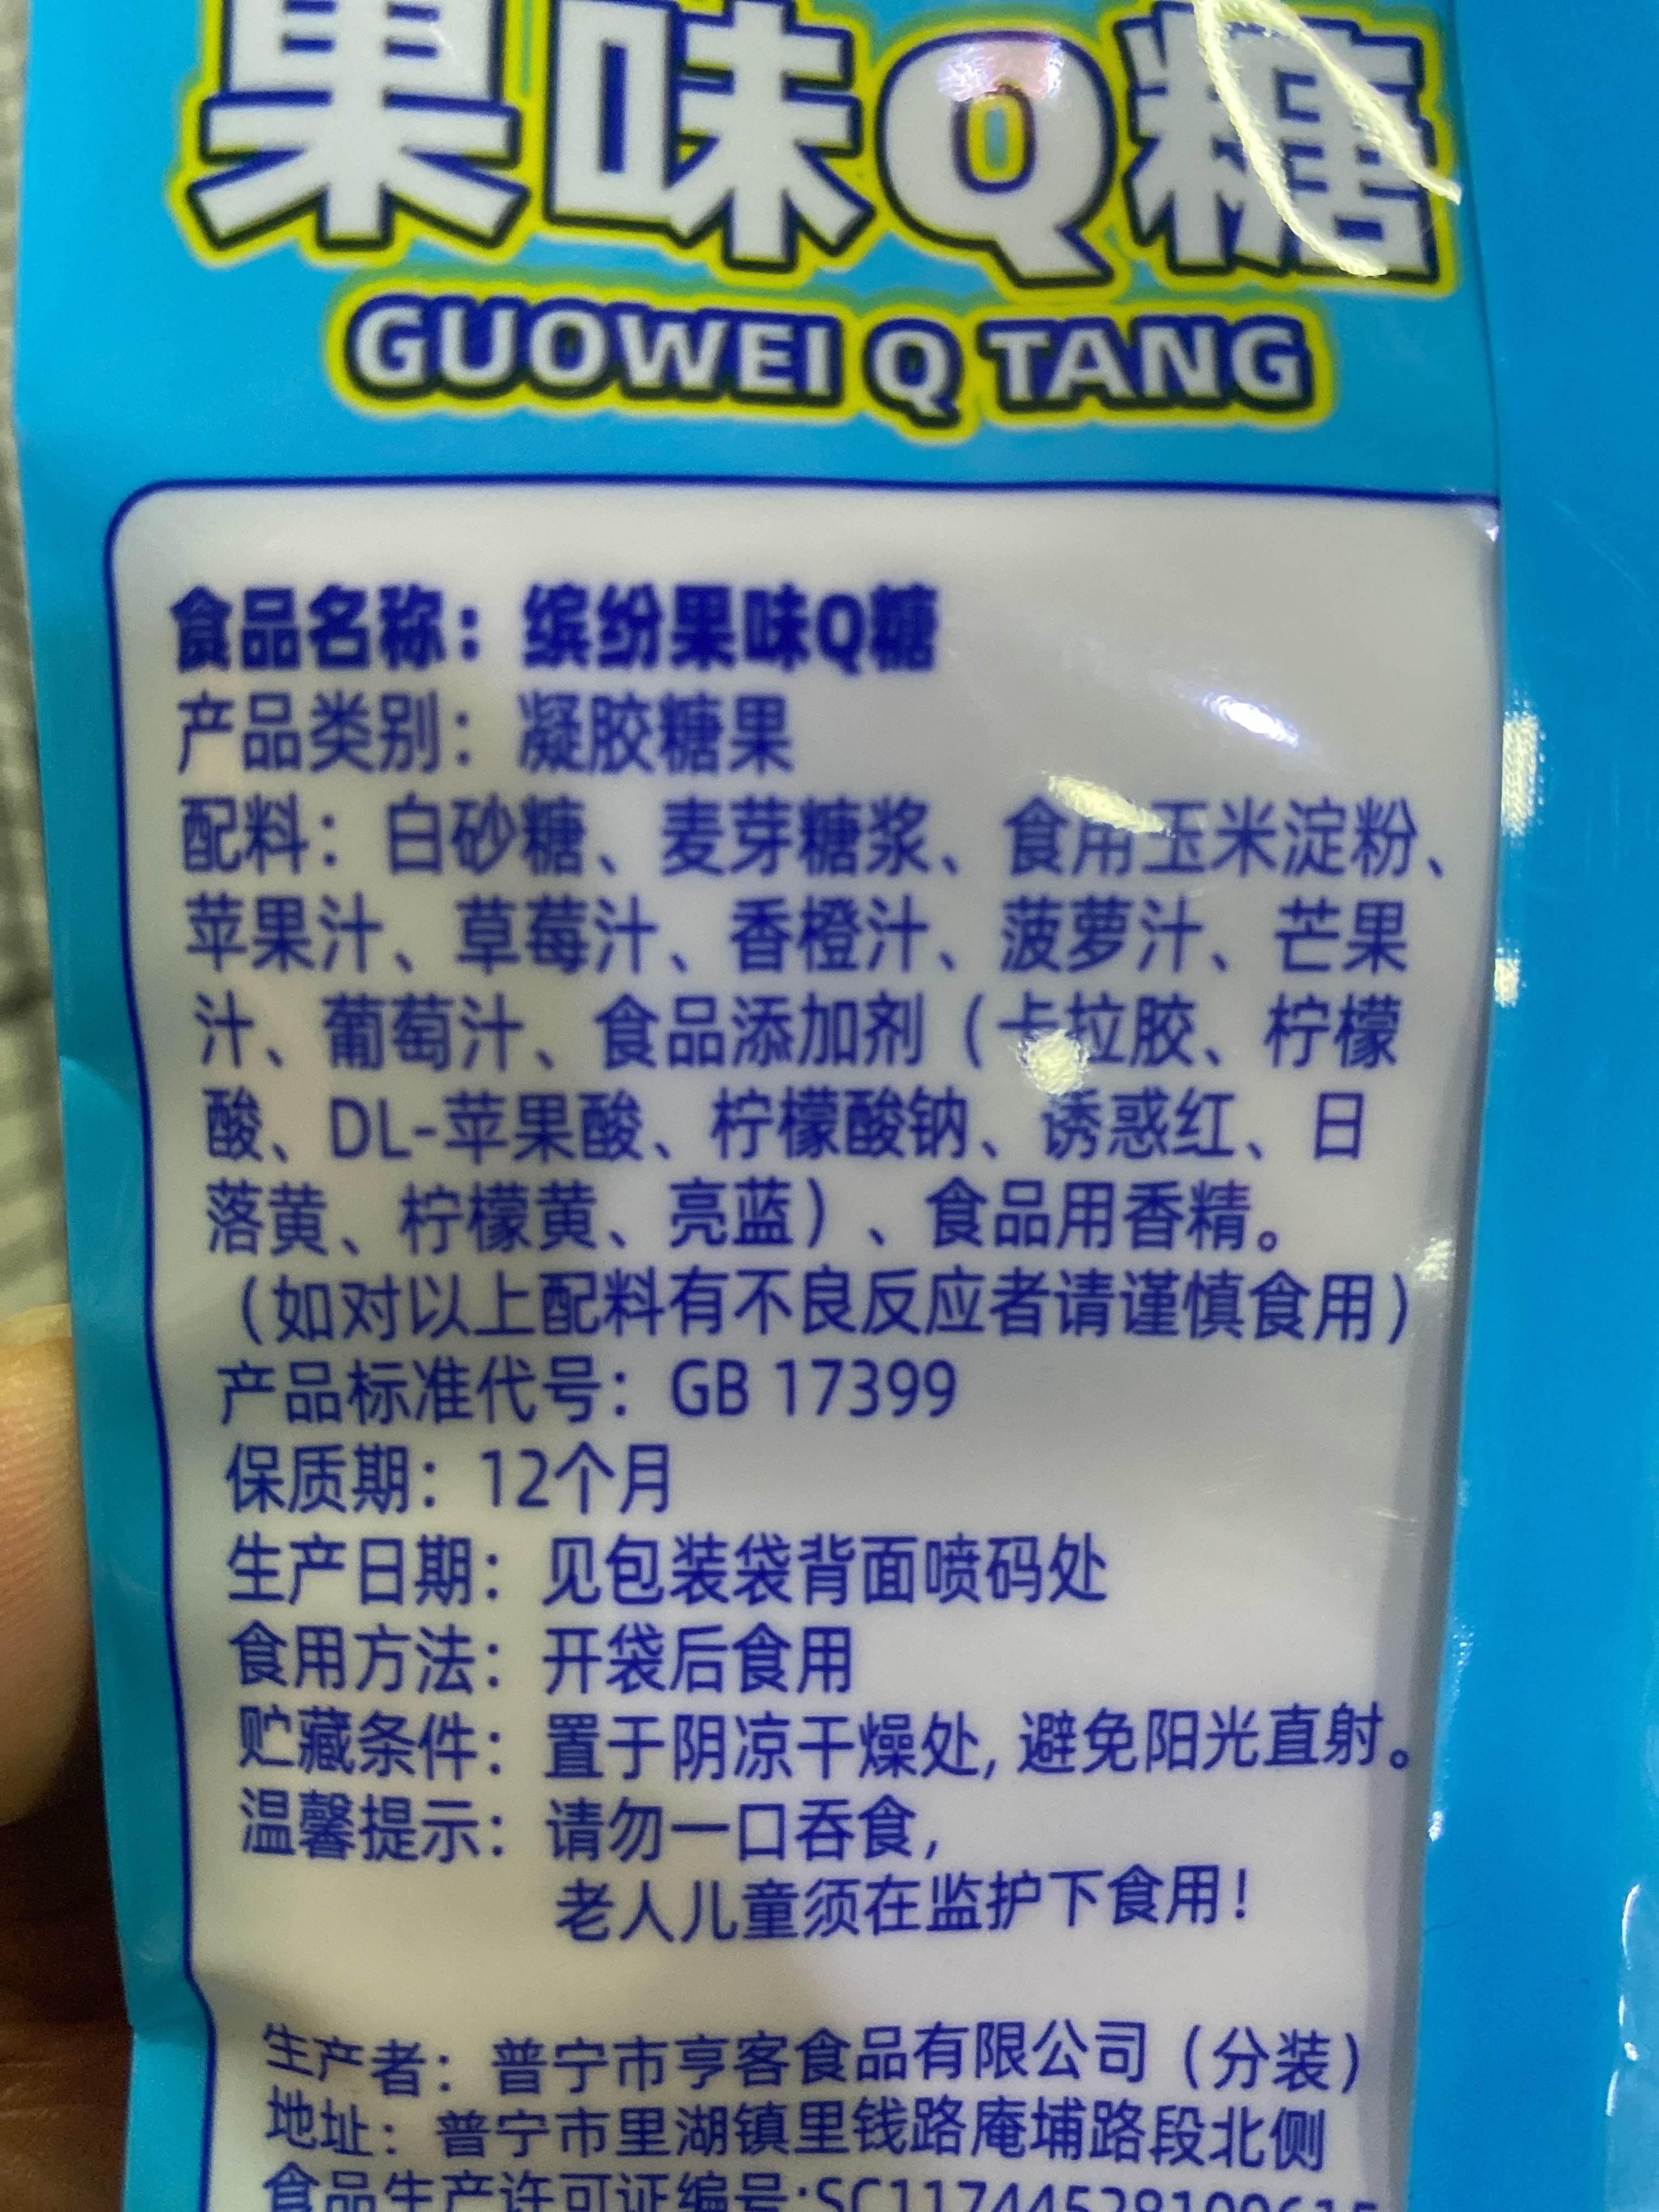 果味Q糖
GUOWEI Q TANG
食品名称：缤纷果味Q糖
产品类别：凝胶糖果
配料：白砂糖、麦芽糖浆、食用玉米淀粉、
苹果汁、草莓汁、香橙汁、菠萝汁、芒果
汁、葡萄汁、食品添加剂（卡拉胶、柠檬
酸、DL-苹果酸、柠檬酸钠、诱惑红、日
落黄、柠檬黄、亮蓝）、食品用香精。
（如对以上配料有不良反应者请谨慎食用）
产品标准代号：GB 17399
保质期：12个月
生产日期：见包装袋背面喷码处
食用方法：开袋后食用
贮藏条件：置于阴凉干燥处, 避免阳光直射。
温馨提示：请勿一口吞食，
老人儿童须在监护下食用！
生产者：普宁市亨客食品有限公司（分装）
地址：普宁市里湖镇里钱路庵埔路段北侧
食品生产许可证编号: